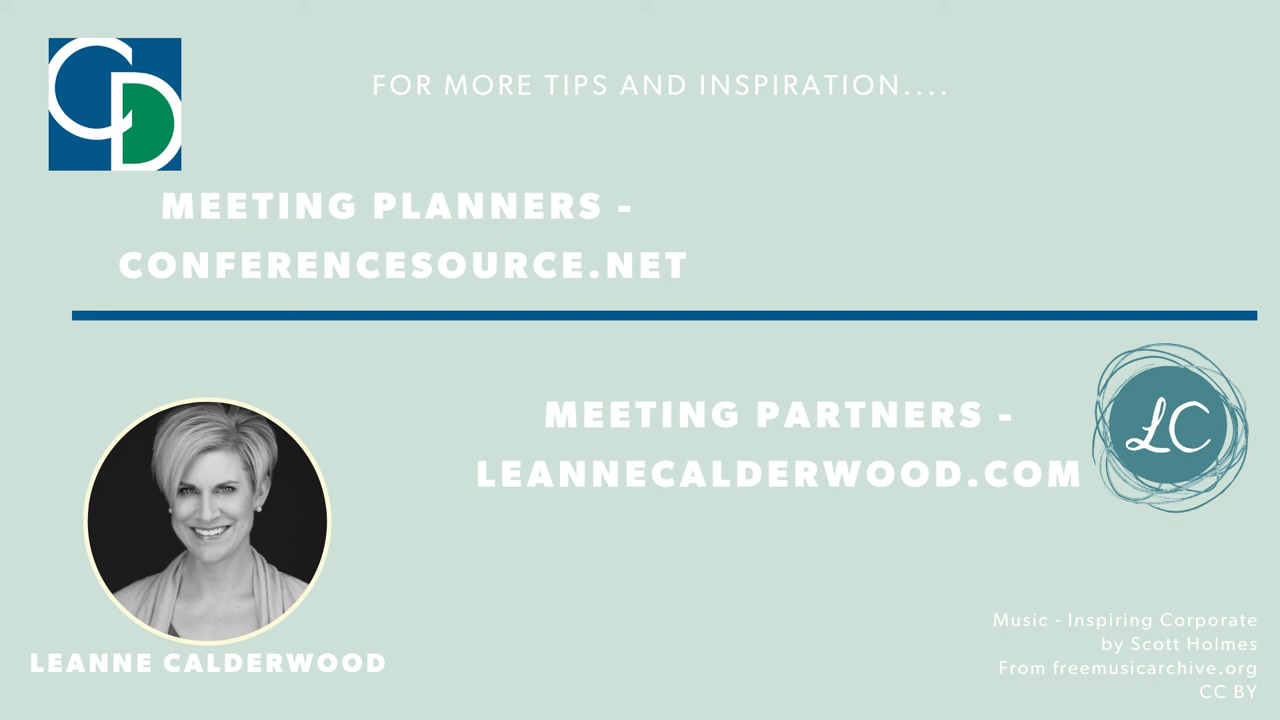 CD
FOR MORE TIPS AND INSPIRATION....
MEETING PLANNERS -
CONFERENCESOURCE.NET
MEETING PARTNERS -
LEANNECALDERWOOD.COM
LC
LEANNE CALDERWOOD
Music - Inspiring Corporate
by Scott Holmes
From freemusicarchive.org
CC BY